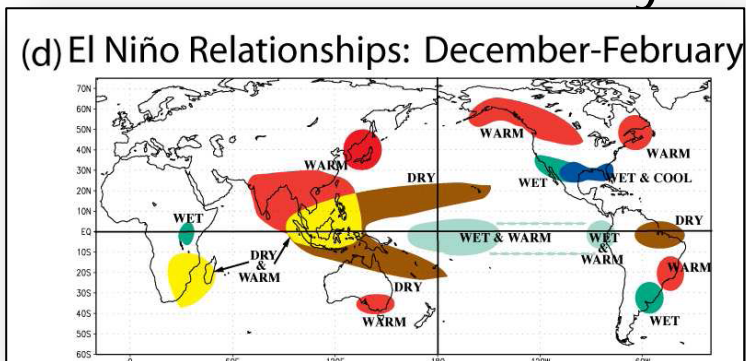 (d) El Niño Relationships: December-February
70N
60N
50N
40N
30N
20N
10N
EQ
10S
20S
30S
40S
50S
60S
WARM
WARM
WARM
DRY
WET
WET & COOL
WET
DRY
WET & WARM
WET
&
WARM
DRY
&
WARM
DRY
WARM
WARM
WET